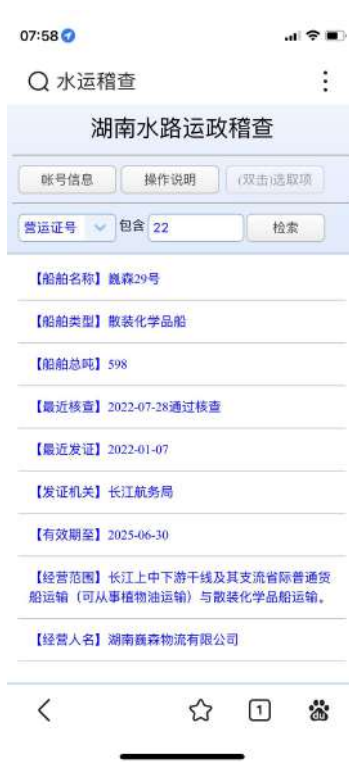 07:58
水运稽查
湖南水路运政稽查
帐号信息
操作说明
(双击)选取项
营运证号
包含
22
检索
【船舶名称】巍森29号
【船舶类型】散装化学品船
【船舶总吨】598
【最近核查】2022-07-28通过核查
【最近发证】2022-01-07
【发证机关】长江航务局
【有效期至】2025-06-30
【经营范围】长江上中下游干线及其支流省际普通货
船运输（可从事植物油运输）与散装化学品船运输。
【经营人名】湖南巍森物流有限公司
1
du